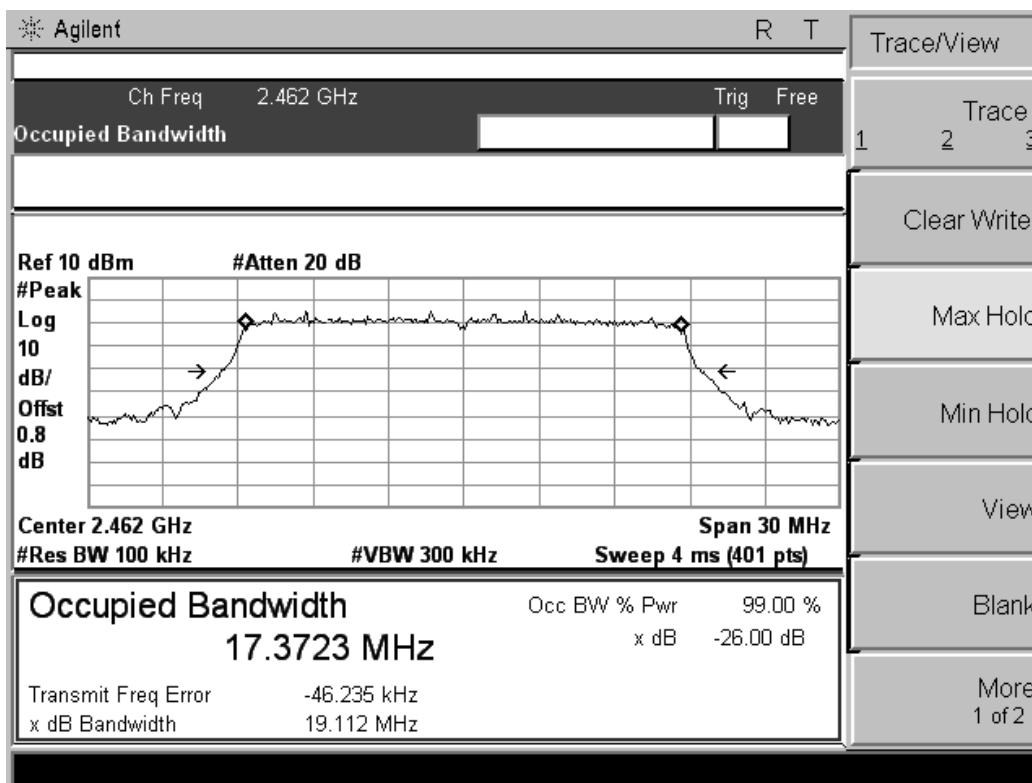 Agilent R T
Trace/View
Ch Freq 2.462 GHz Trig Free
Occupied Bandwidth
Trace
1 2 3
Clear Write
Max Hold
Min Hold
View
Blank
More
1 of 2
Ref 10 dBm #Atten 20 dB
#Peak
Log
10
dB/
Offst
0.8
dB
Center 2.462 GHz Span 30 MHz
#Res BW 100 kHz #VBW 300 kHz Sweep 4 ms (401 pts)
Occupied Bandwidth Occ BW % Pwr 99.00 %
17.3723 MHz x dB -26.00 dB
Transmit Freq Error -46.235 kHz
x dB Bandwidth 19.112 MHz